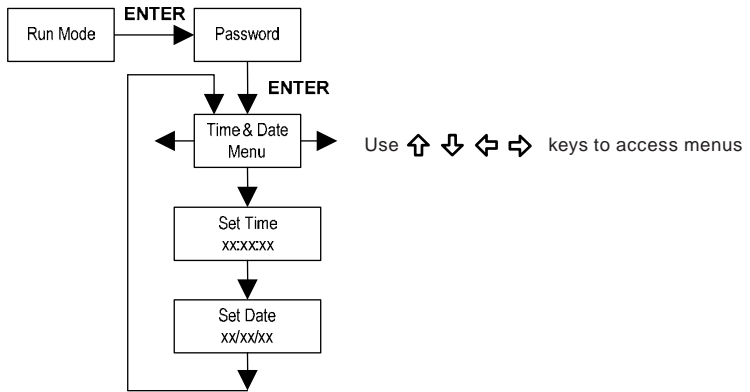 ENTER
Run Mode
Password
ENTER
Time & Date
Menu
Use ⇧ ⇩ ⇦ ⇨ keys to access menus
Set Time
xx:xx:xx
Set Date
xx/xx/xx